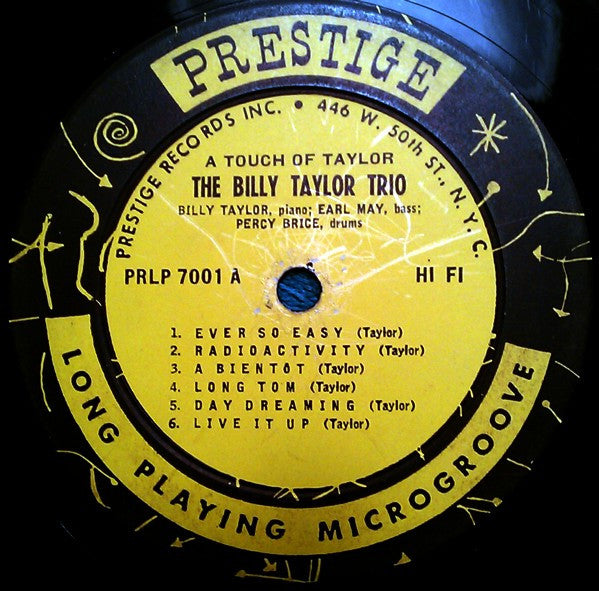 PRESTIGE
PRESTIGE RECORDS INC. • 446 W. 50th ST., N. Y. C.
A TOUCH OF TAYLOR
THE BILLY TAYLOR TRIO
BILLY TAYLOR, piano; EARL MAY, bass;
PERCY BRICE, drums
PRLP 7001 A HI FI
1. EVER SO EASY (Taylor)
2. RADIOACTIVITY (Taylor)
3. A BIENTÔT (Taylor)
4. LONG TOM (Taylor)
5. DAY DREAMING (Taylor)
6. LIVE IT UP (Taylor)
LONG PLAYING MICROGROOVE